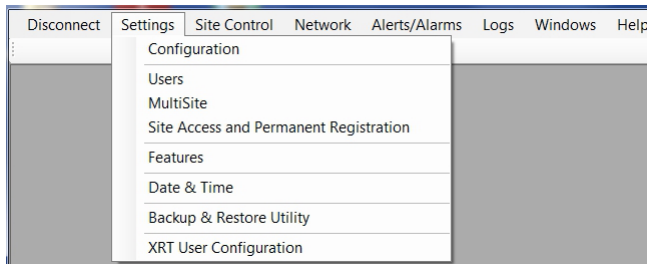 Disconnect Settings Site Control Network Alerts/Alarms Logs Windows Help
Configuration
Users
MultiSite
Site Access and Permanent Registration
Features
Date & Time
Backup & Restore Utility
XRT User Configuration